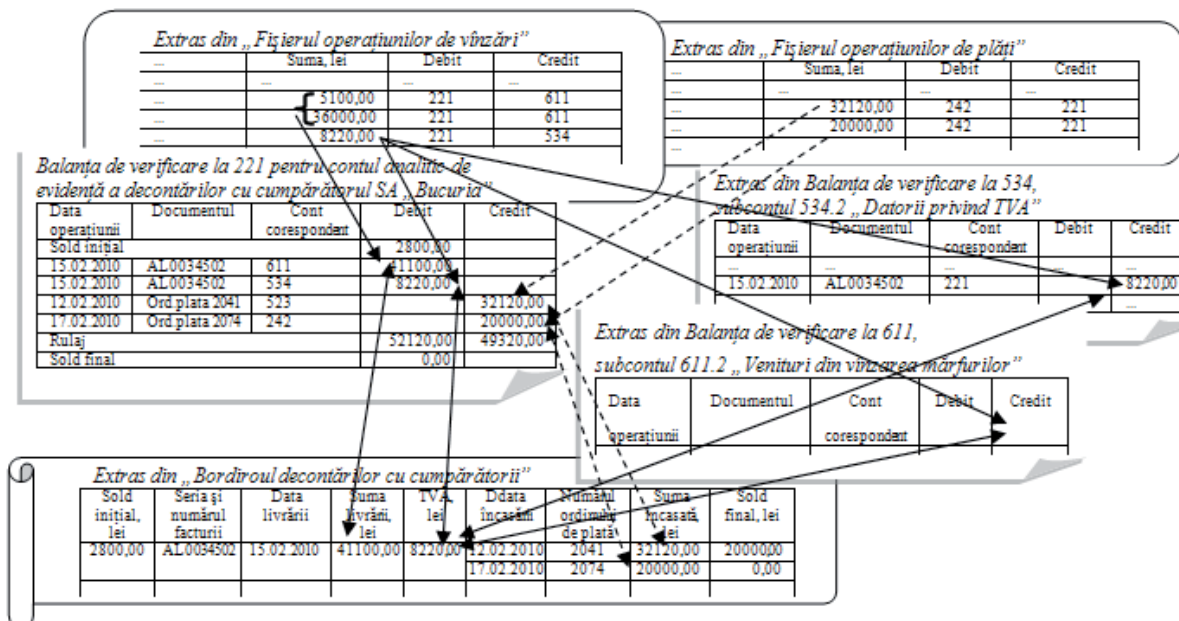 Extras din „Fişierul operaţiunilor de vînzări”
... Suma, lei Debit Credit
... ... ... ...
... 5100,00 221 611
... 36000,00 221 611
... 8220,00 221 534
...
Extras din „Fişierul operaţiunilor de plăţi”
... Suma, lei Debit Credit
... ... ... ...
... 32120,00 242 221
... 20000,00 242 221
...
Balanţa de verificare la 221 pentru contul analitic de
evidenţă a decontărilor cu cumpărătorul SA „Bucuria”
Data operaţiunii Documentul Cont corespondent Debit Credit
Sold iniţial 2800,00
15.02.2010 AL0034502 611 41100,00
15.02.2010 AL0034502 534 8220,00
12.02.2010 Ord plata 2041 523 32120,00
17.02.2010 Ord plata 2074 242 20000,00
Rulaj 52120,00 49320,00
Sold final 0,00
Extras din Balanţa de verificare la 534,
subcontul 534.2 „Datorii privind TVA”
Data operaţiunii Documentul Cont corespondent Debit Credit
... ... ... ... ...
15.02.2010 AL0034502 221 8220,00
...
Extras din Balanţa de verificare la 611,
subcontul 611.2 „Venituri din vînzarea mărfurilor”
Data Documentul Cont Debit Credit
operaţiunii corespondent
Extras din „Bordiroul decontărilor cu cumpărătorii”
Sold iniţial, lei Seria şi numărul facturii Data livrării Suma livrării, lei TVA, lei Ddata încasării Numărul ordinului de plată Suma încasată, lei Sold final, lei
2800,00 AL0034502 15.02.2010 41100,00 8220,00 12.02.2010 2041 32120,00 20000,00
17.02.2010 2074 20000,00 0,00